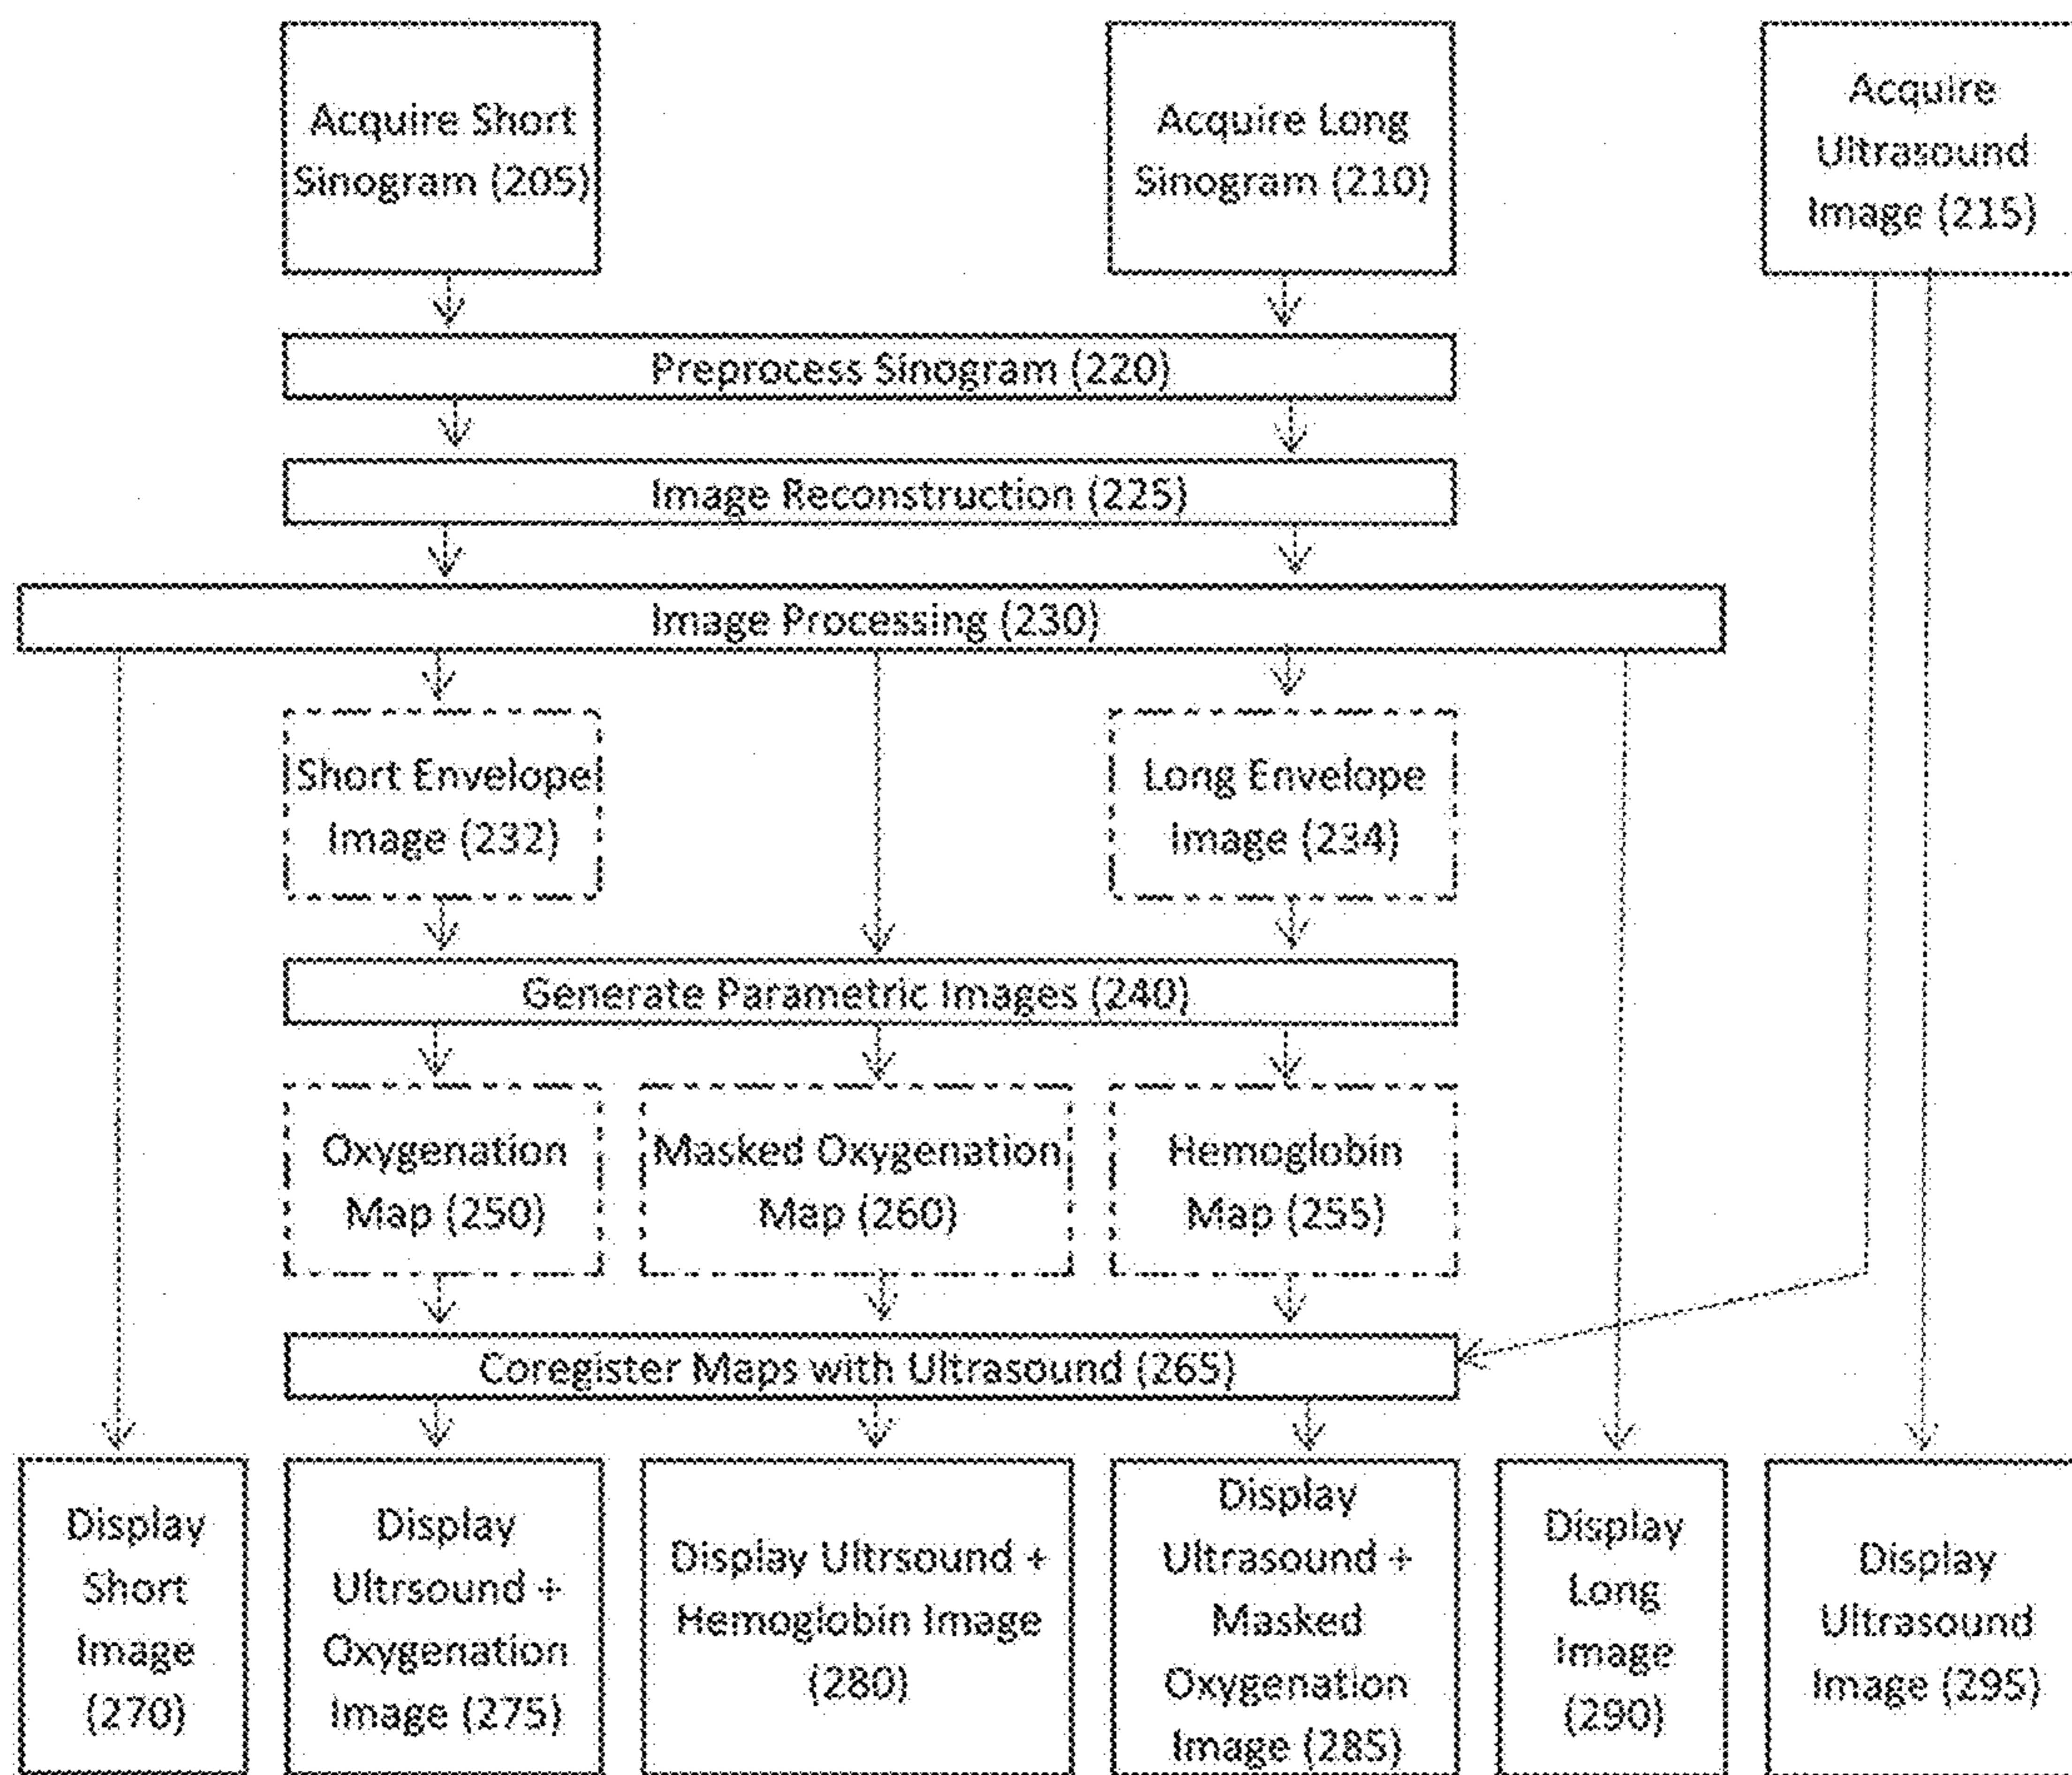 Acquire Short
Sinogram (205)
Acquire Long
Sinogram (210)
Acquire
Ultrasound
Image (215)
Preprocess Sinogram (220)
Image Reconstruction (225)
Image Processing (230)
Short Envelope
Image (232)
Long Envelope
Image (234)
Generate Parametric Images (240)
Oxygenation
Map (250)
Masked Oxygenation
Map (260)
Hemoglobin
Map (255)
Coregister Maps with Ultrasound (265)
Display
Short
Image
(270)
Display
Ultrsound +
Oxygenation
Image (275)
Display Ultrsound +
Hemoglobin Image
(280)
Display
Ultrasound +
Masked
Oxygenation
Image (285)
Display
Long
Image
(290)
Display
Ultrasound
Image (295)